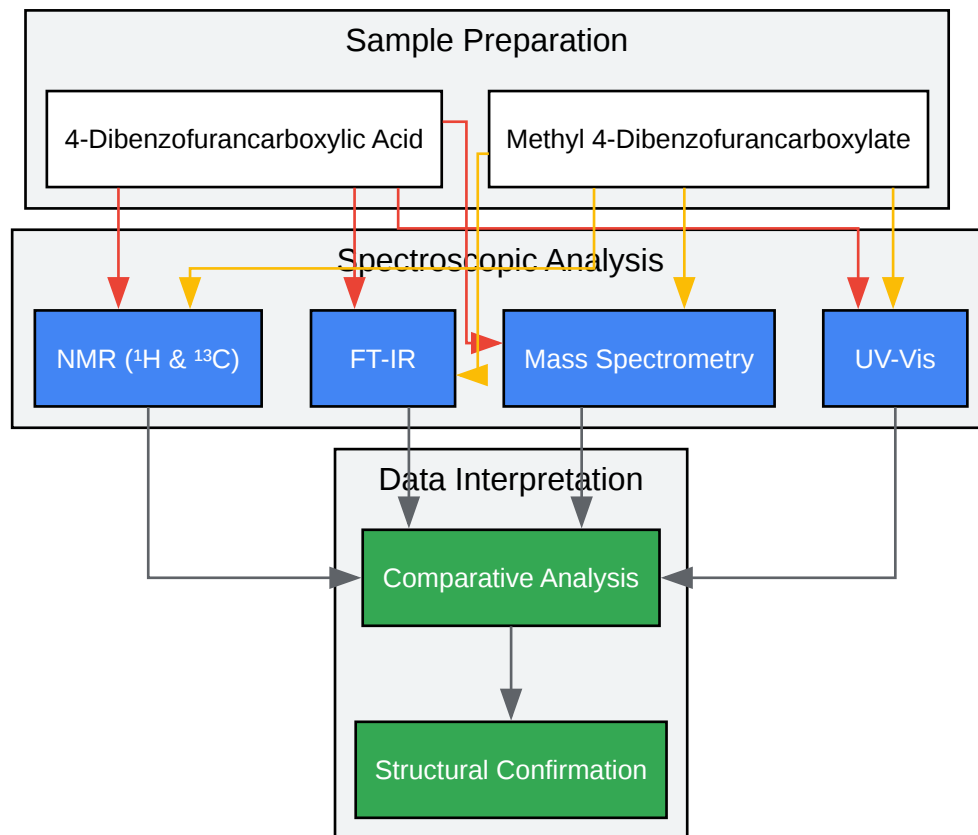 Sample Preparation
4-Dibenzofurancarboxylic Acid
Methyl 4-Dibenzofurancarboxylate
Spectroscopic Analysis
NMR (¹H & ¹³C)
FT-IR
Mass Spectrometry
UV-Vis
Data Interpretation
Comparative Analysis
Structural Confirmation